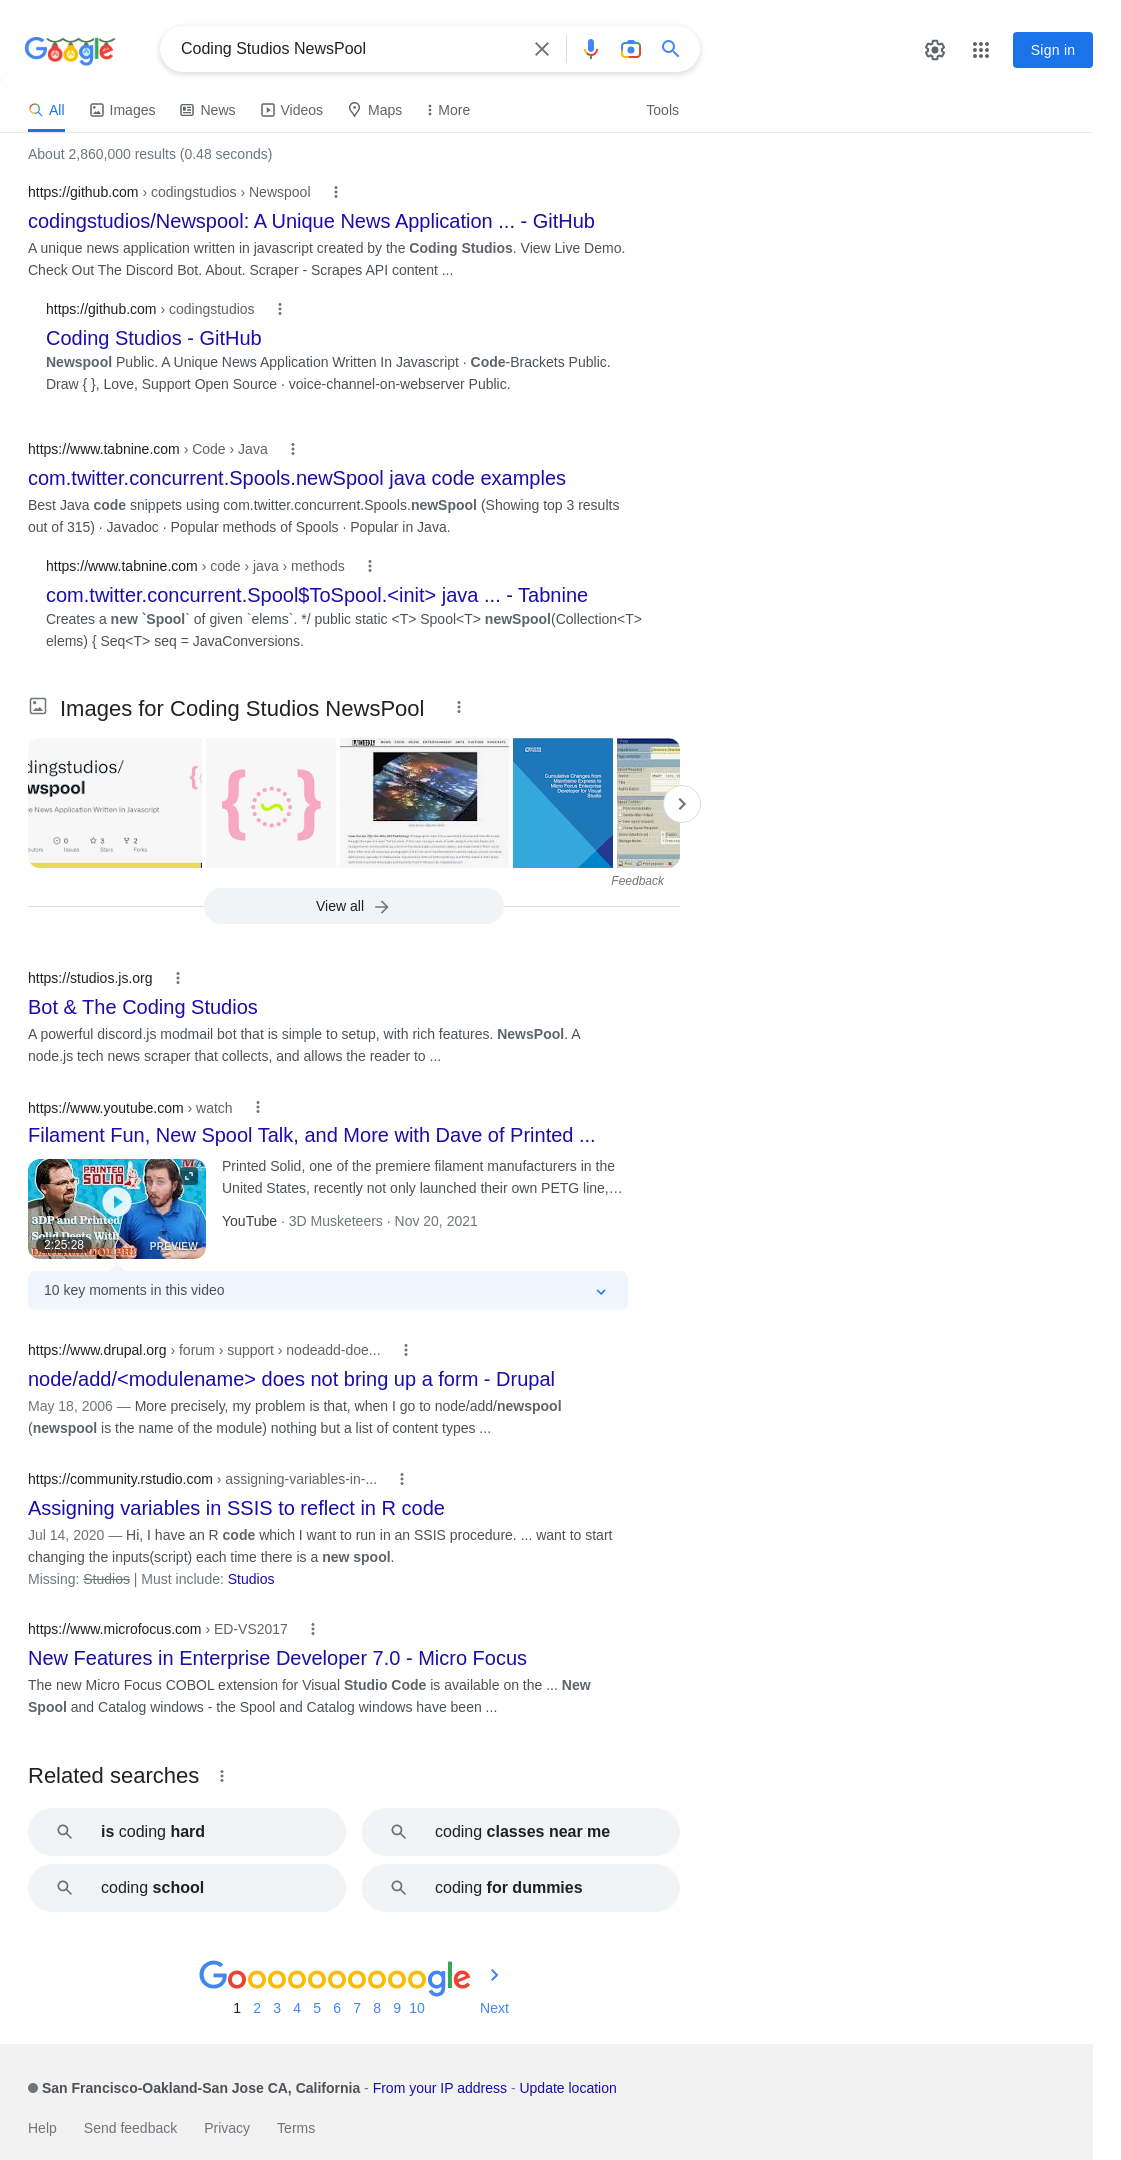 Google
Coding Studios NewsPool
Sign in
All
Images
News
Videos
Maps
More
Tools
About 2,860,000 results (0.48 seconds)
https://github.com › codingstudios › Newspool
codingstudios/Newspool: A Unique News Application ... - GitHub
A unique news application written in javascript created by the Coding Studios. View Live Demo.
Check Out The Discord Bot. About. Scraper - Scrapes API content ...
https://github.com › codingstudios
Coding Studios - GitHub
Newspool Public. A Unique News Application Written In Javascript · Code-Brackets Public.
Draw { }, Love, Support Open Source · voice-channel-on-webserver Public.
https://www.tabnine.com › Code › Java
com.twitter.concurrent.Spools.newSpool java code examples
Best Java code snippets using com.twitter.concurrent.Spools.newSpool (Showing top 3 results
out of 315) · Javadoc · Popular methods of Spools · Popular in Java.
https://www.tabnine.com › code › java › methods
com.twitter.concurrent.Spool$ToSpool.<init> java ... - Tabnine
Creates a new `Spool` of given `elems`. */ public static <T> Spool<T> newSpool(Collection<T>
elems) { Seq<T> seq = JavaConversions.
Images for Coding Studios NewsPool
dingstudios/
wspool
e News Application Written In Javascript
0
3
2
utors
Issues
Stars
Forks
Cumulative Changes from
Mainframe Express to
Micro Focus Enterprise
Developer for Visual
Studio
Feedback
View all
https://studios.js.org
Bot & The Coding Studios
A powerful discord.js modmail bot that is simple to setup, with rich features. NewsPool. A
node.js tech news scraper that collects, and allows the reader to ...
https://www.youtube.com › watch
Filament Fun, New Spool Talk, and More with Dave of Printed ...
PRINTED
SOLID
3DP and Printed
Solid Deets With
2:25:28
PREVIEW
Printed Solid, one of the premiere filament manufacturers in the
United States, recently not only launched their own PETG line,...
YouTube · 3D Musketeers · Nov 20, 2021
10 key moments in this video
https://www.drupal.org › forum › support › nodeadd-doe...
node/add/<modulename> does not bring up a form - Drupal
May 18, 2006 — More precisely, my problem is that, when I go to node/add/newspool
(newspool is the name of the module) nothing but a list of content types ...
https://community.rstudio.com › assigning-variables-in-...
Assigning variables in SSIS to reflect in R code
Jul 14, 2020 — Hi, I have an R code which I want to run in an SSIS procedure. ... want to start
changing the inputs(script) each time there is a new spool.
Missing: Studios | Must include: Studios
https://www.microfocus.com › ED-VS2017
New Features in Enterprise Developer 7.0 - Micro Focus
The new Micro Focus COBOL extension for Visual Studio Code is available on the ... New
Spool and Catalog windows - the Spool and Catalog windows have been ...
Related searches
is coding hard
coding classes near me
coding school
coding for dummies
Goooooooooogle
1 2 3 4 5 6 7 8 9 10 Next
San Francisco-Oakland-San Jose CA, California - From your IP address - Update location
Help Send feedback Privacy Terms